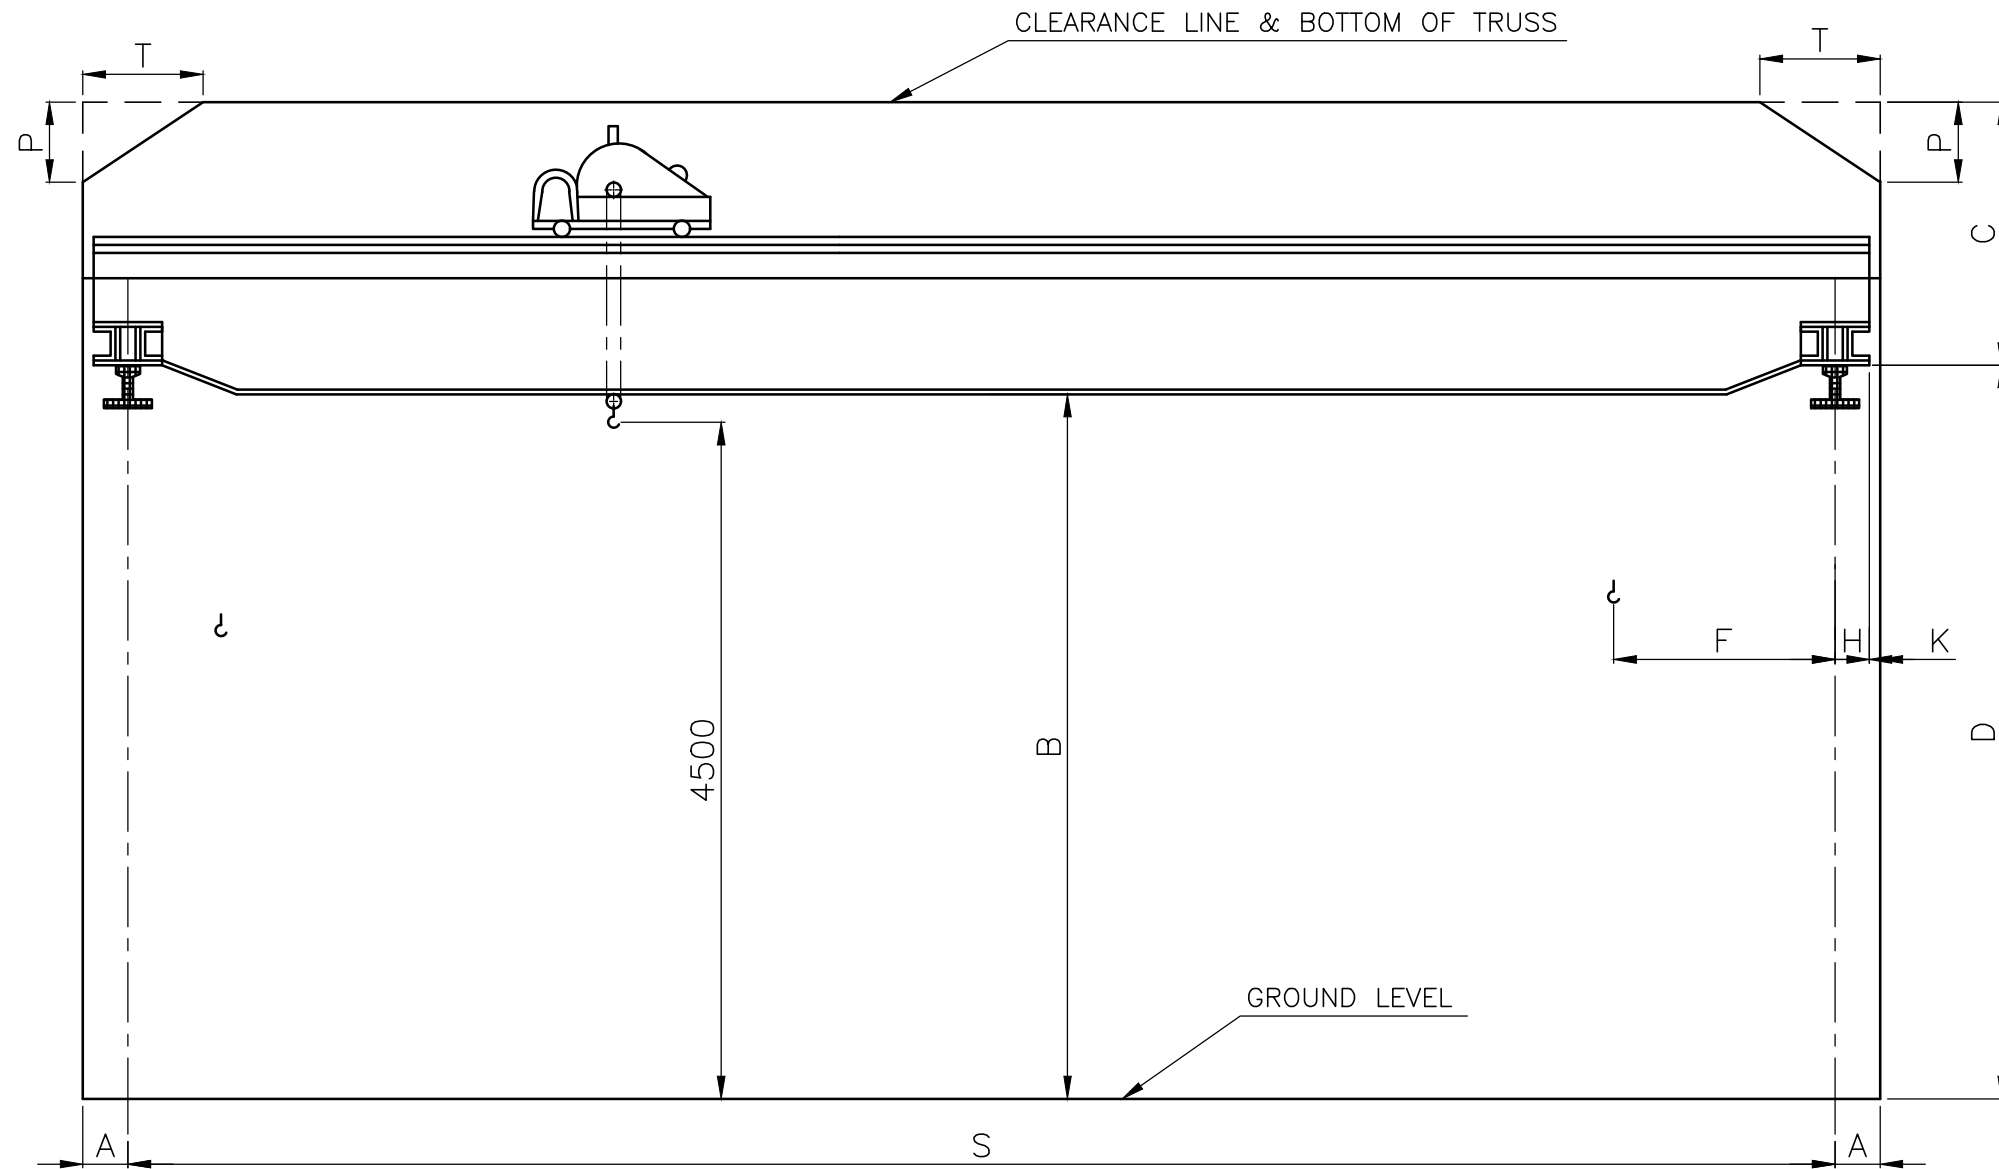 CLEARANCE LINE & BOTTOM OF TRUSS
T
T
P
P
C
F
H
K
4500
B
D
GROUND LEVEL
A
S
A